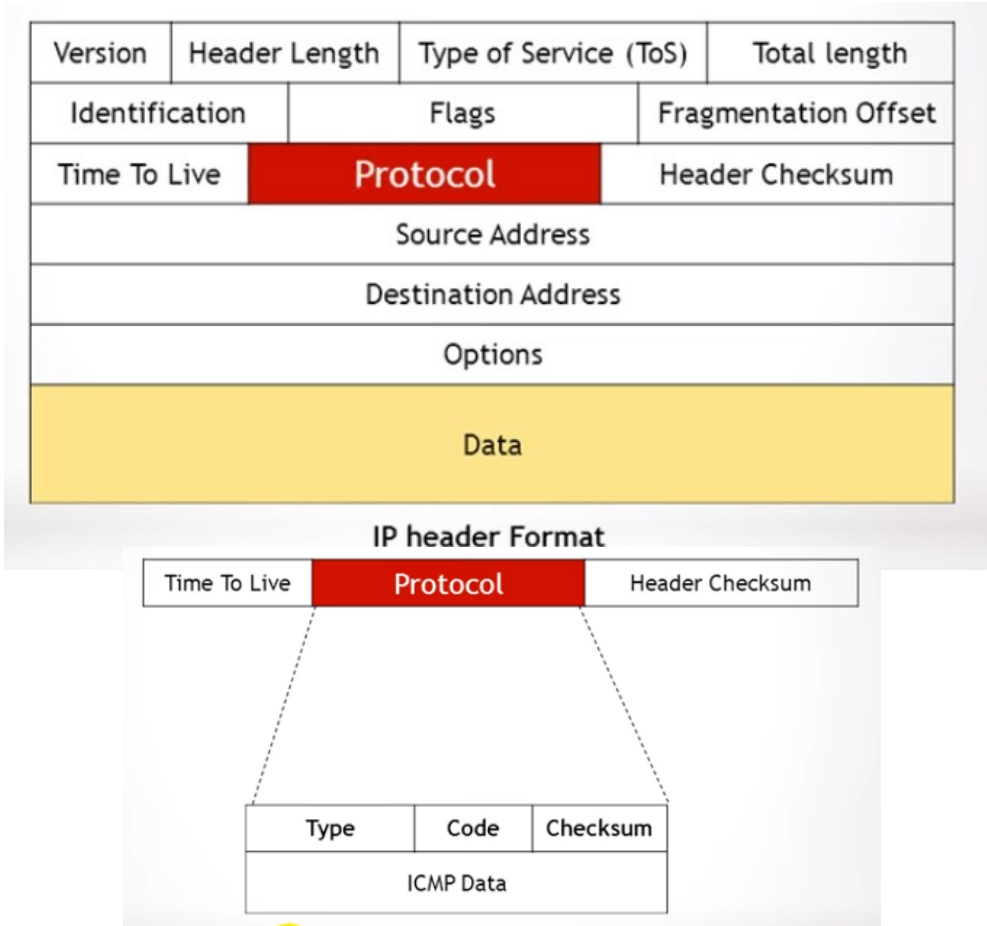 Version Header Length Type of Service (ToS) Total length
Identification Flags Fragmentation Offset
Time To Live Protocol Header Checksum
Source Address
Destination Address
Options
Data
IP header Format
Time To Live Protocol Header Checksum
Type Code Checksum
ICMP Data